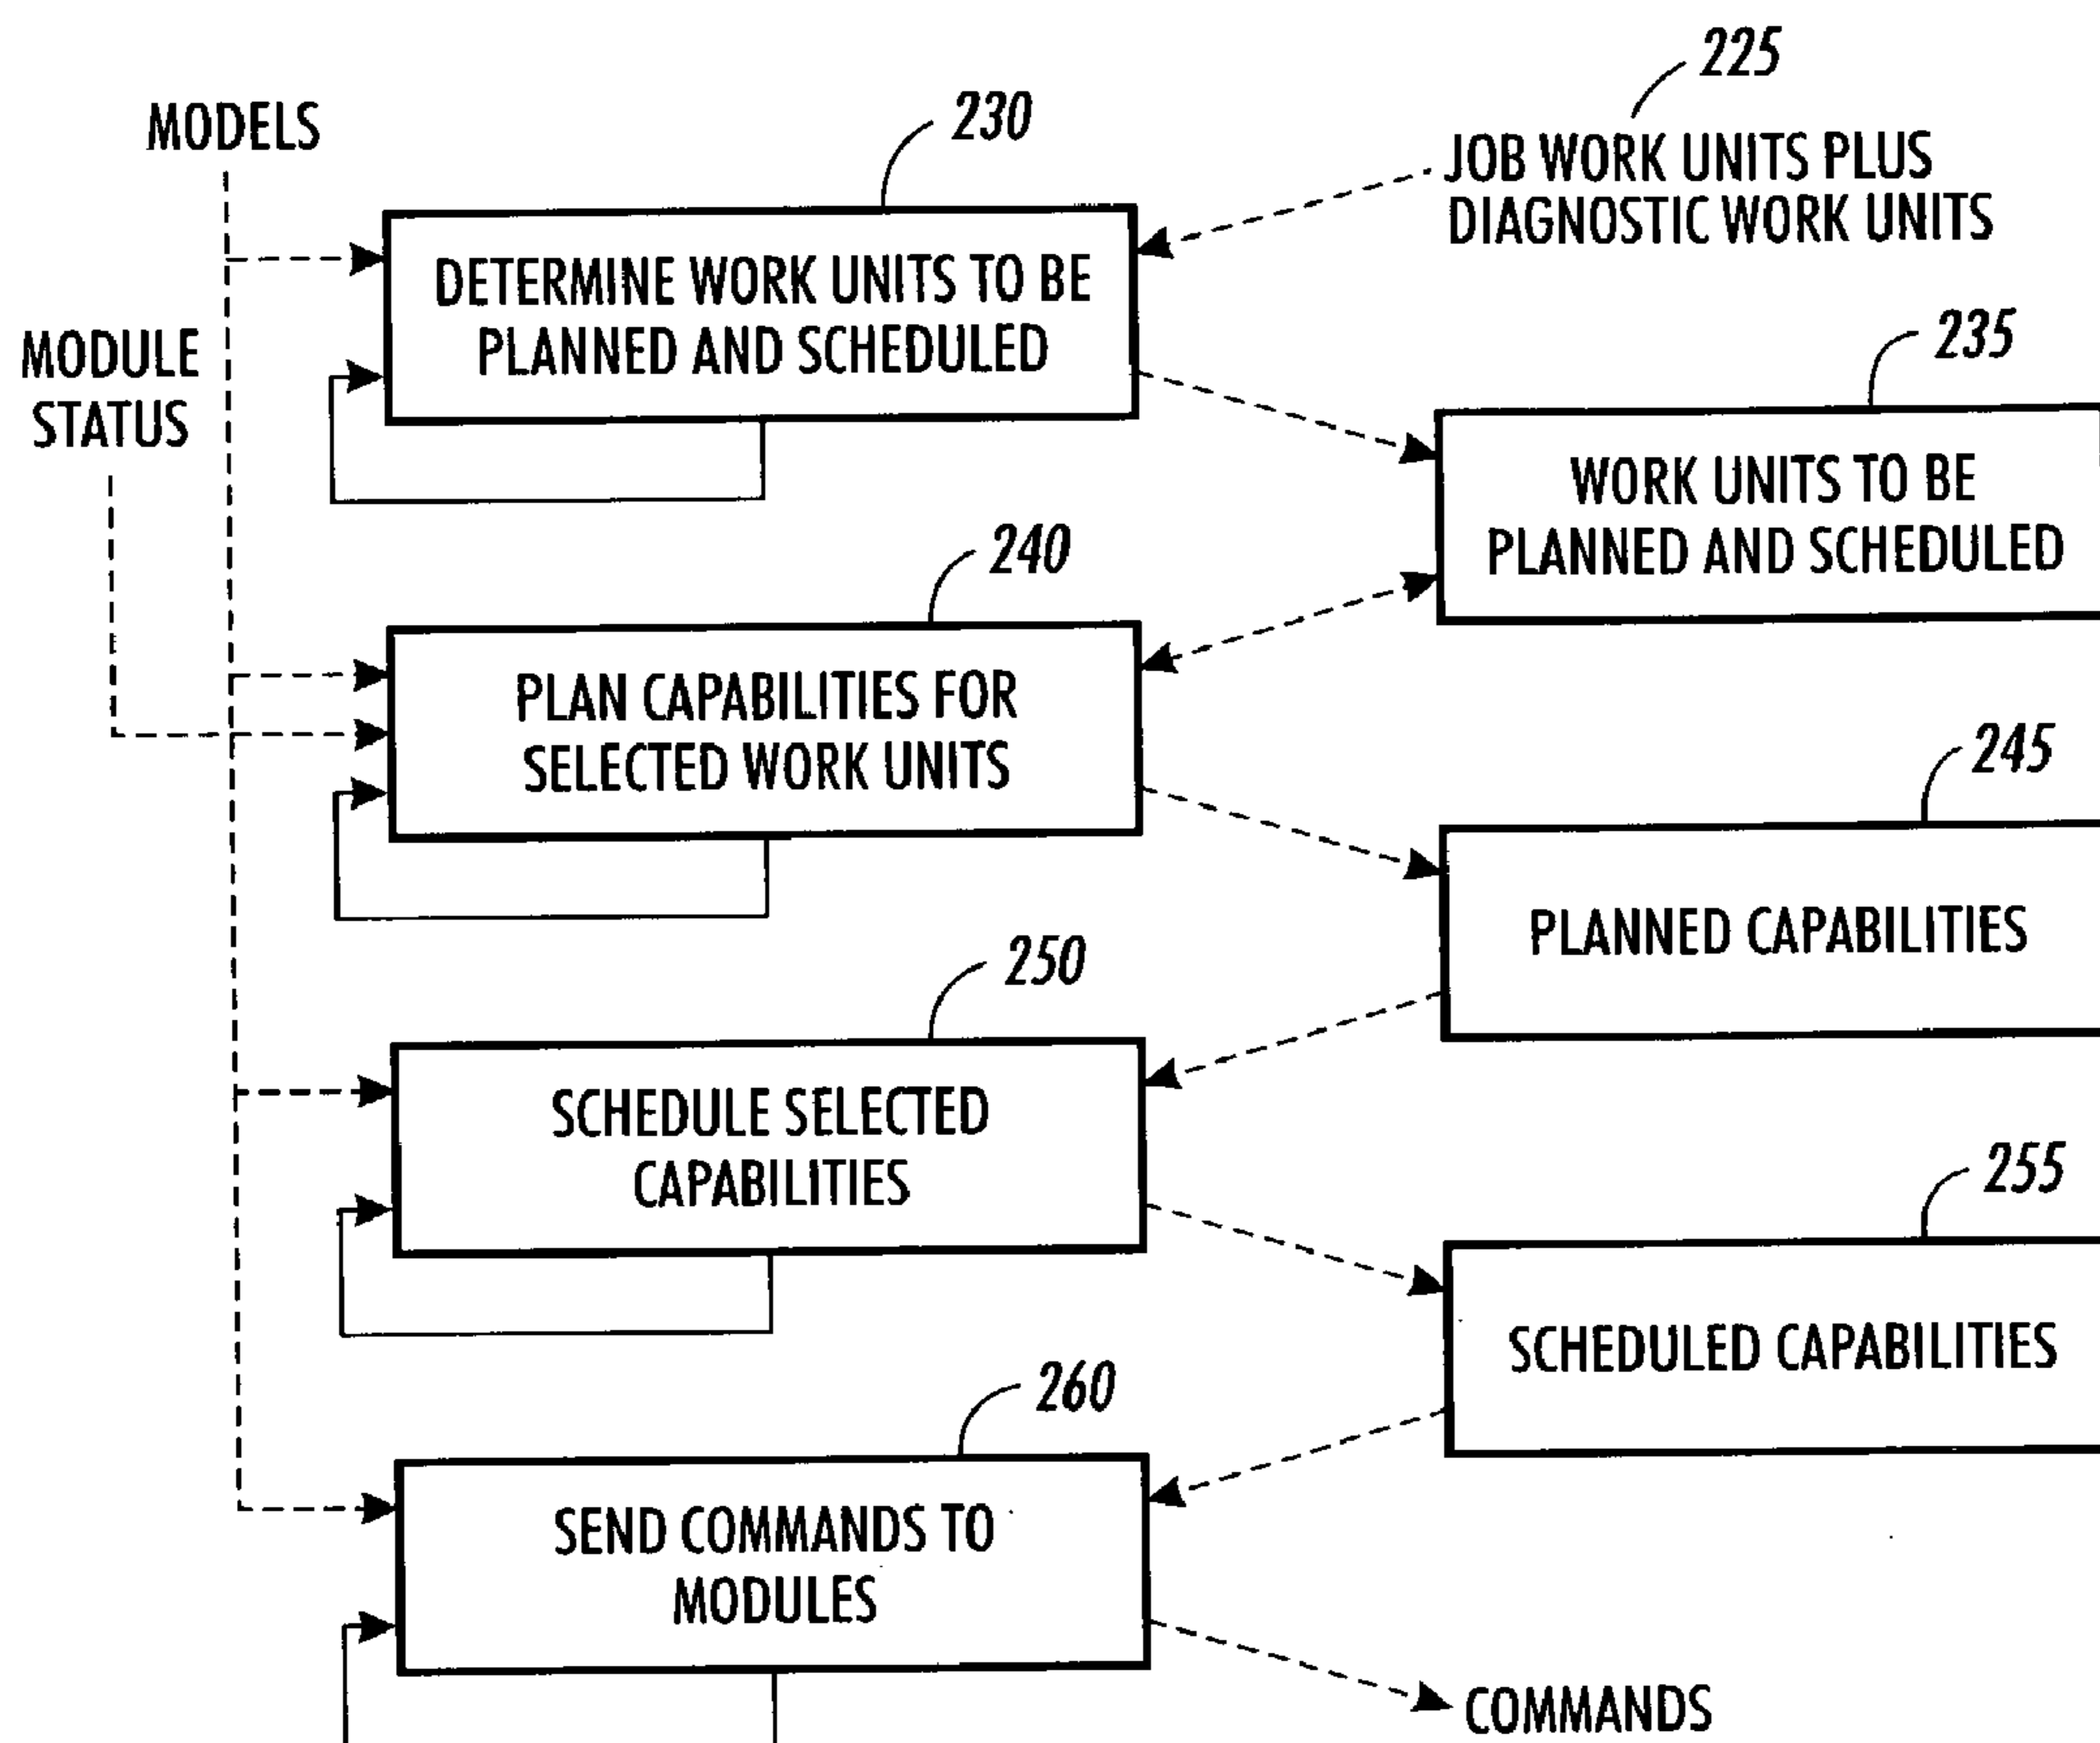 225
MODELS
230
JOB WORK UNITS PLUS
DIAGNOSTIC WORK UNITS
DETERMINE WORK UNITS TO BE
PLANNED AND SCHEDULED
MODULE
STATUS
235
WORK UNITS TO BE
PLANNED AND SCHEDULED
240
PLAN CAPABILITIES FOR
SELECTED WORK UNITS
245
PLANNED CAPABILITIES
250
SCHEDULE SELECTED
CAPABILITIES
255
SCHEDULED CAPABILITIES
260
SEND COMMANDS TO
MODULES
COMMANDS